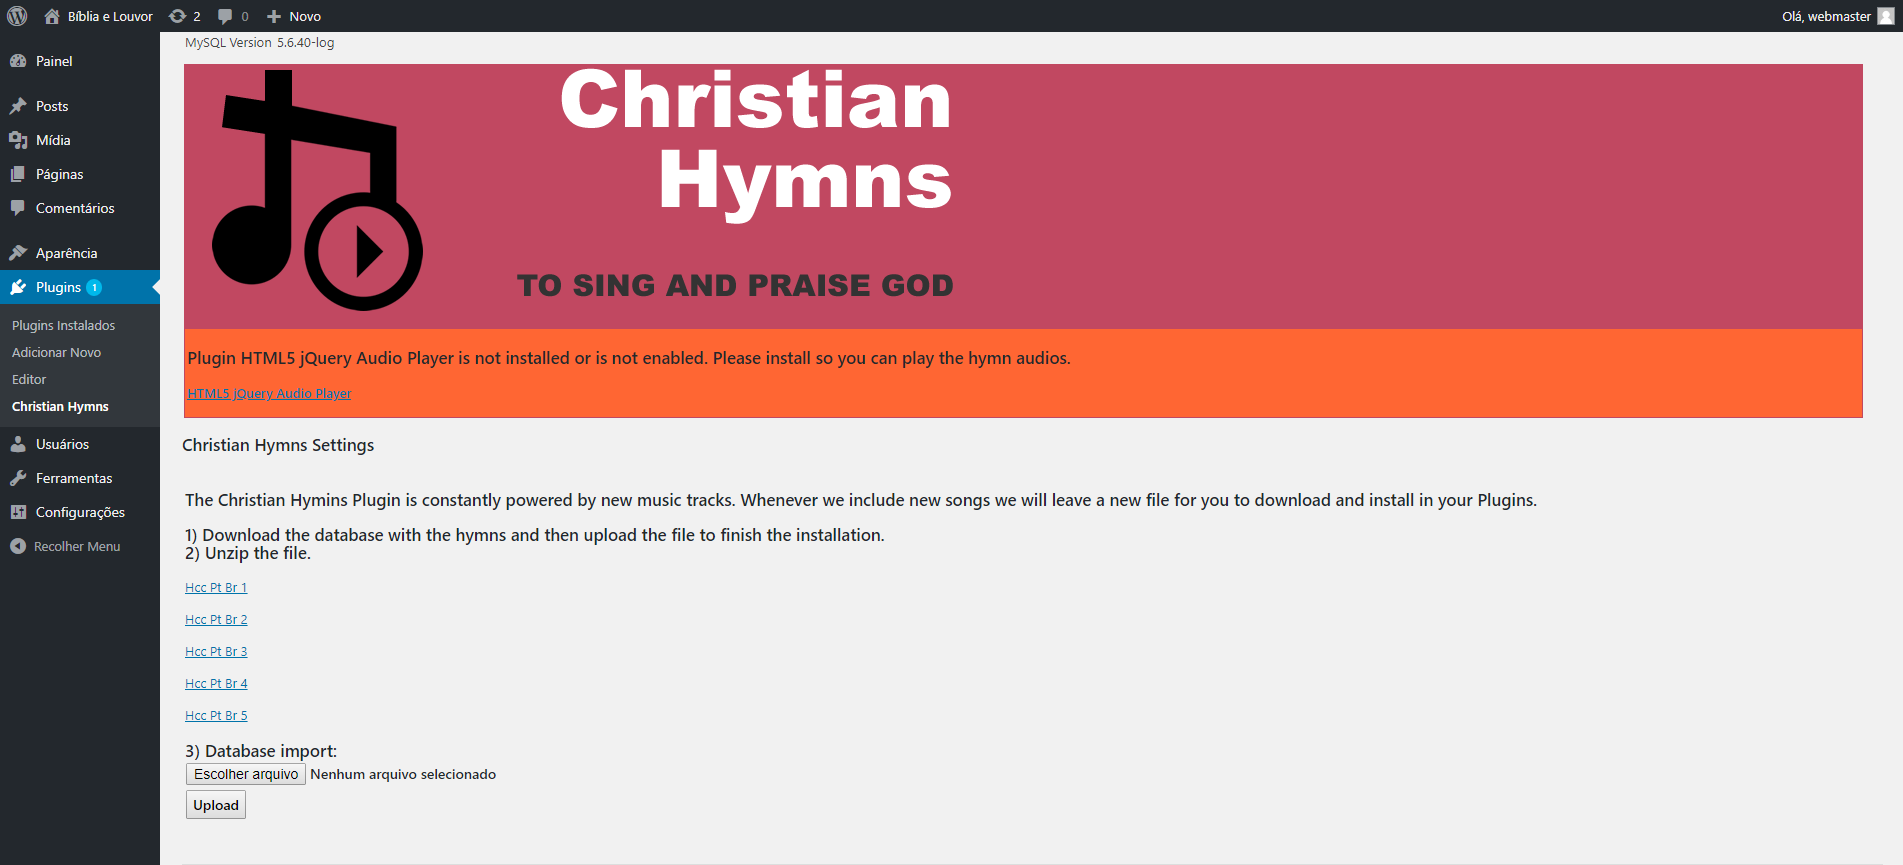 Bíblia e Louvor 2 0 Novo Olá, webmaster
Painel
Posts
Mídia
Páginas
Comentários
Aparência
Plugins 1
Plugins Instalados
Adicionar Novo
Editor
Christian Hymns
Usuários
Ferramentas
Configurações
Recolher Menu
MySQL Version 5.6.40-log
Christian
Hymns
TO SING AND PRAISE GOD
Plugin HTML5 jQuery Audio Player is not installed or is not enabled. Please install so you can play the hymn audios.
HTML5 jQuery Audio Player
Christian Hymns Settings
The Christian Hymins Plugin is constantly powered by new music tracks. Whenever we include new songs we will leave a new file for you to download and install in your Plugins.
1) Download the database with the hymns and then upload the file to finish the installation.
2) Unzip the file.
Hcc Pt Br 1
Hcc Pt Br 2
Hcc Pt Br 3
Hcc Pt Br 4
Hcc Pt Br 5
3) Database import:
Escolher arquivo Nenhum arquivo selecionado
Upload